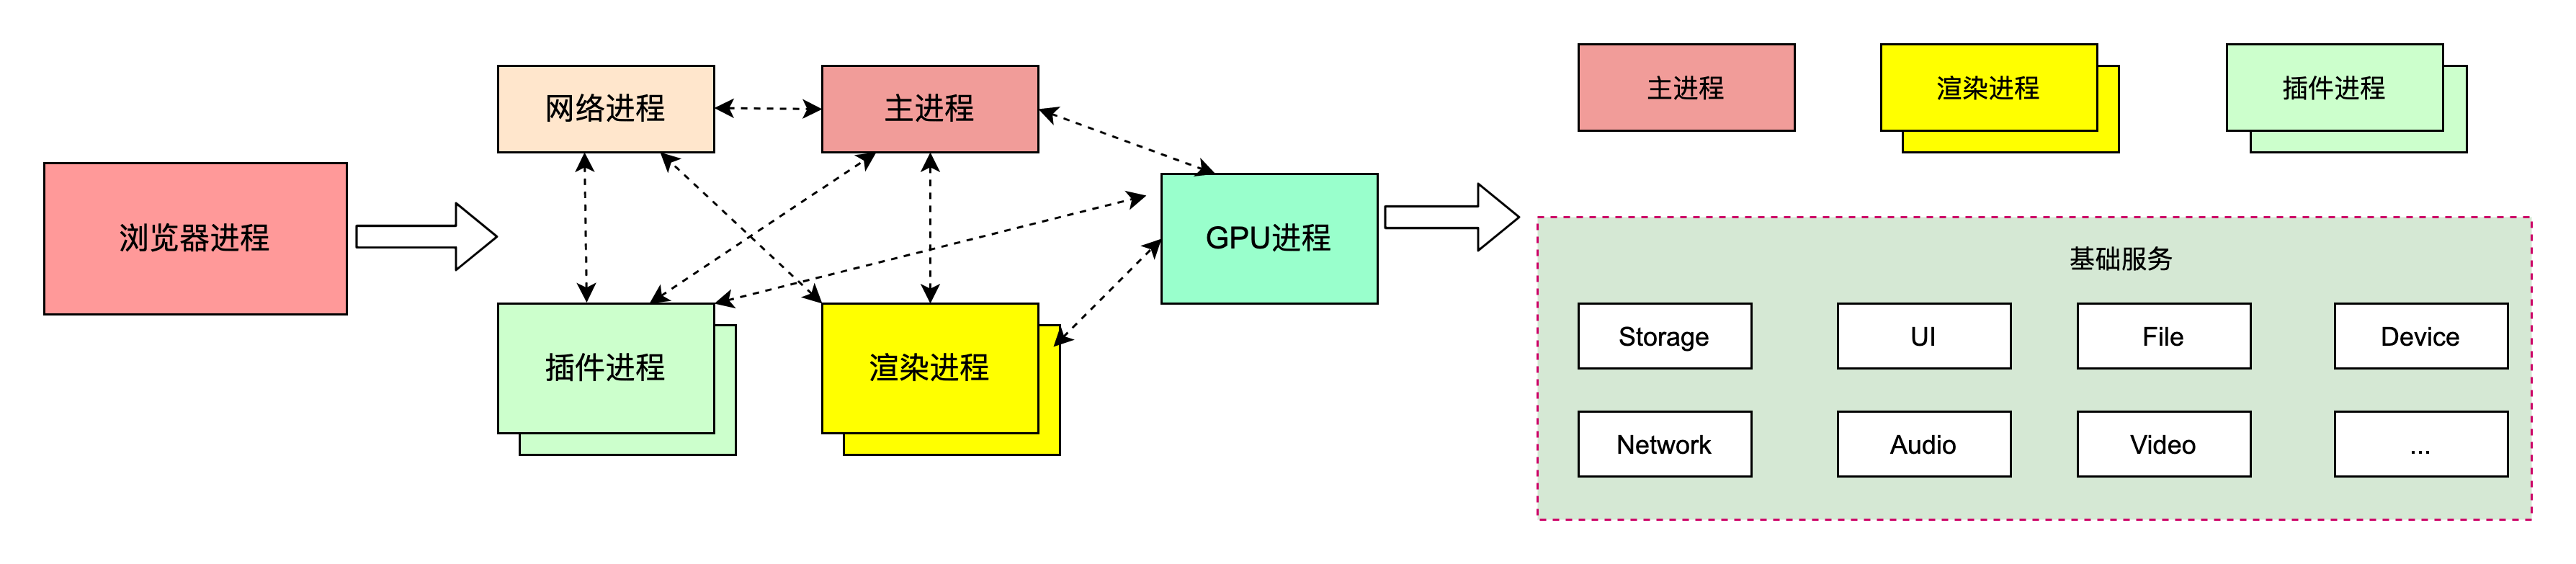 浏览器进程
网络进程
主进程
插件进程
渲染进程
GPU进程
主进程
渲染进程
插件进程
基础服务
Storage
UI
File
Device
Network
Audio
Video
...